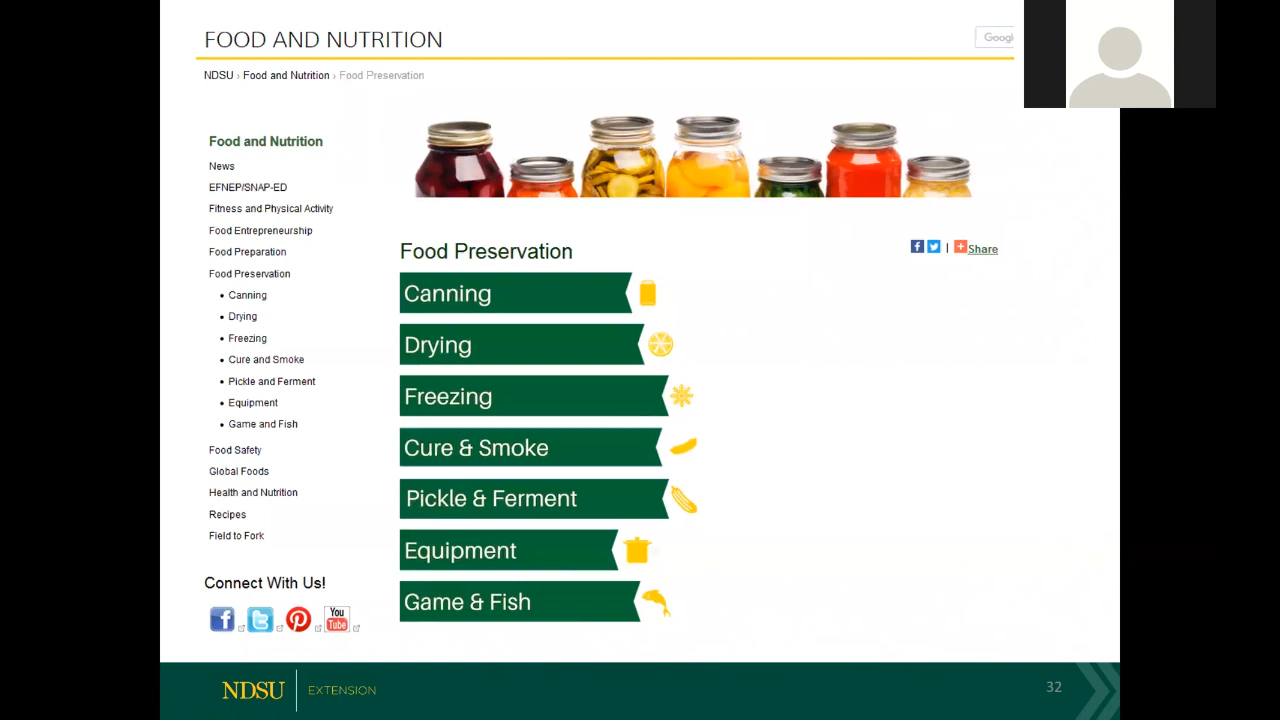 FOOD AND NUTRITION
Googl
NDSU › Food and Nutrition › Food Preservation
Food and Nutrition
News
EFNEP/SNAP-ED
Fitness and Physical Activity
Food Entrepreneurship
Food Preparation
Food Preservation
• Canning
• Drying
• Freezing
• Cure and Smoke
• Pickle and Ferment
• Equipment
• Game and Fish
Food Safety
Global Foods
Health and Nutrition
Recipes
Field to Fork
Connect With Us!
You
Tube
Food Preservation
| Share
Canning
Drying
Freezing
Cure & Smoke
Pickle & Ferment
Equipment
Game & Fish
NDSU EXTENSION
32